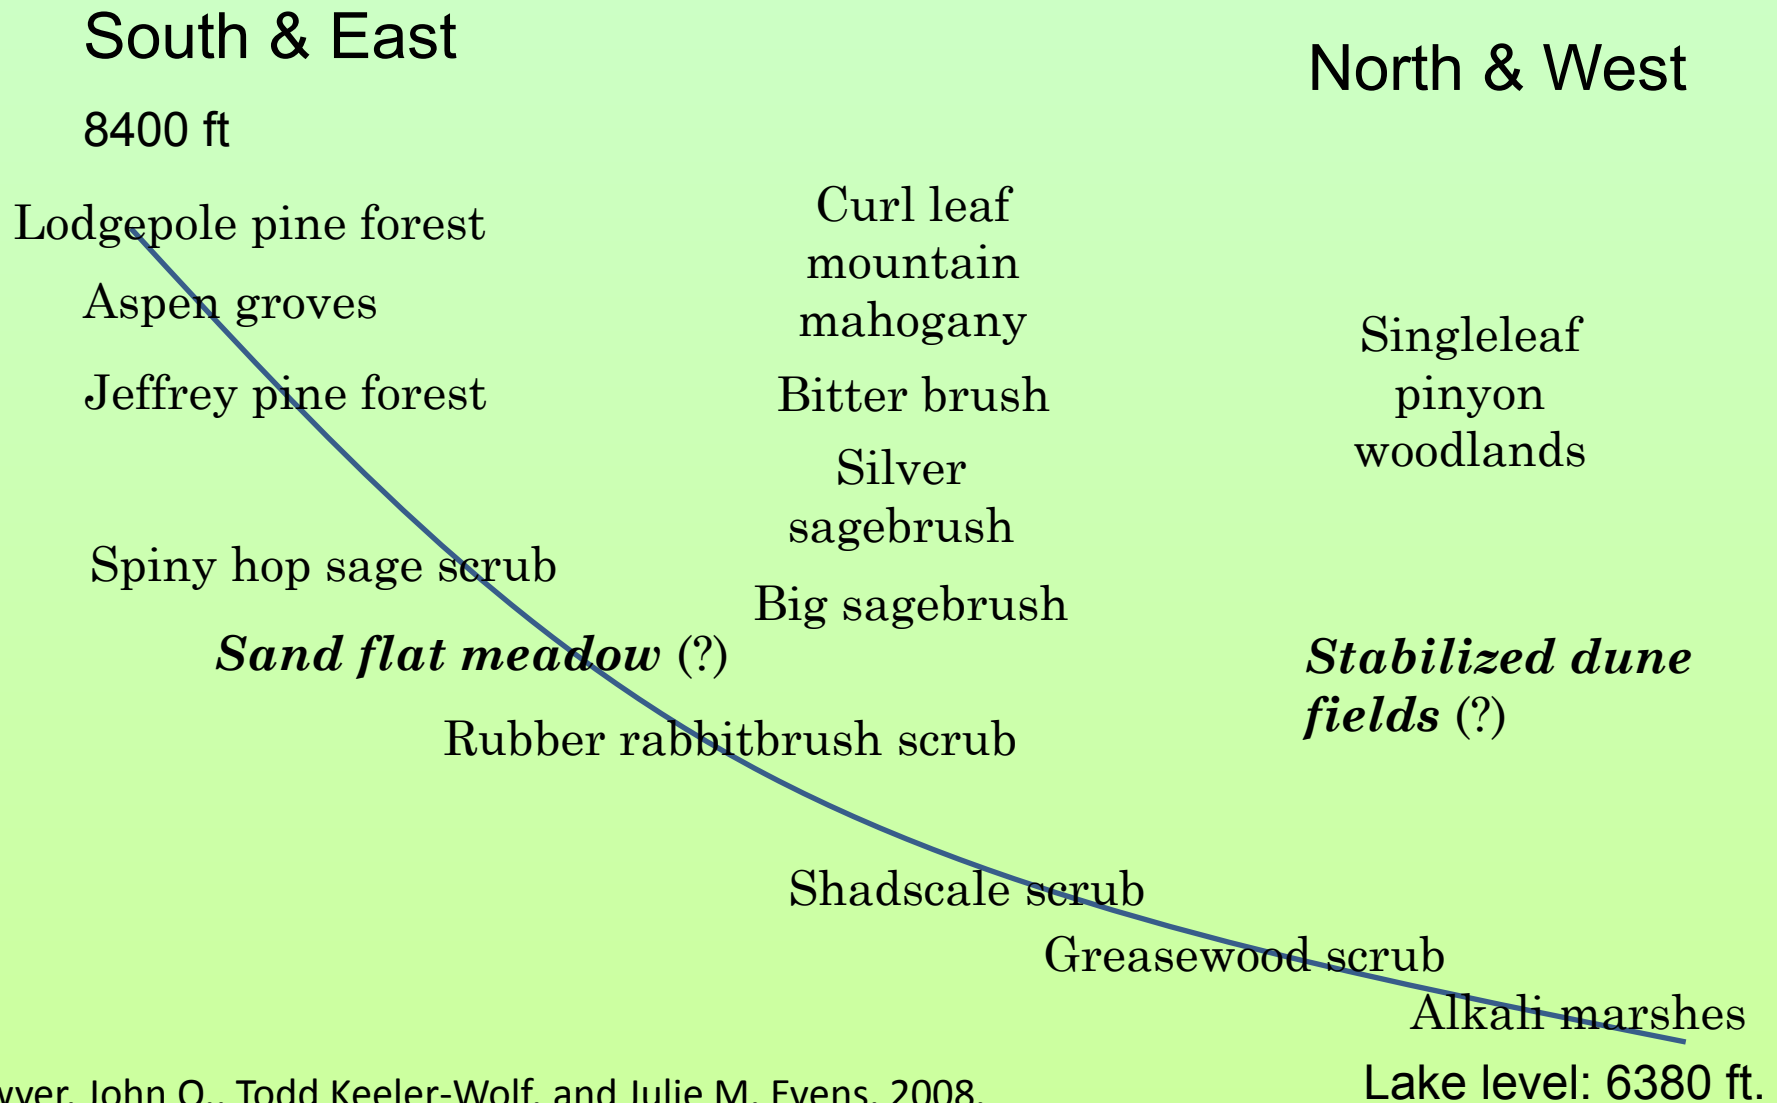 South & East
North & West
8400 ft
Lodgepole pine forest
Aspen groves
Jeffrey pine forest
Curl leaf
mountain
mahogany
Bitter brush
Silver
sagebrush
Big sagebrush
Singleleaf
pinyon
woodlands
Spiny hop sage scrub
Sand flat meadow (?)
Stabilized dune
fields (?)
Rubber rabbitbrush scrub
Shadscale scrub
Greasewood scrub
Alkali marshes
Lake level: 6380 ft.
John O., Todd Keeler-Wolf, and Julie M. Evens. 2008.